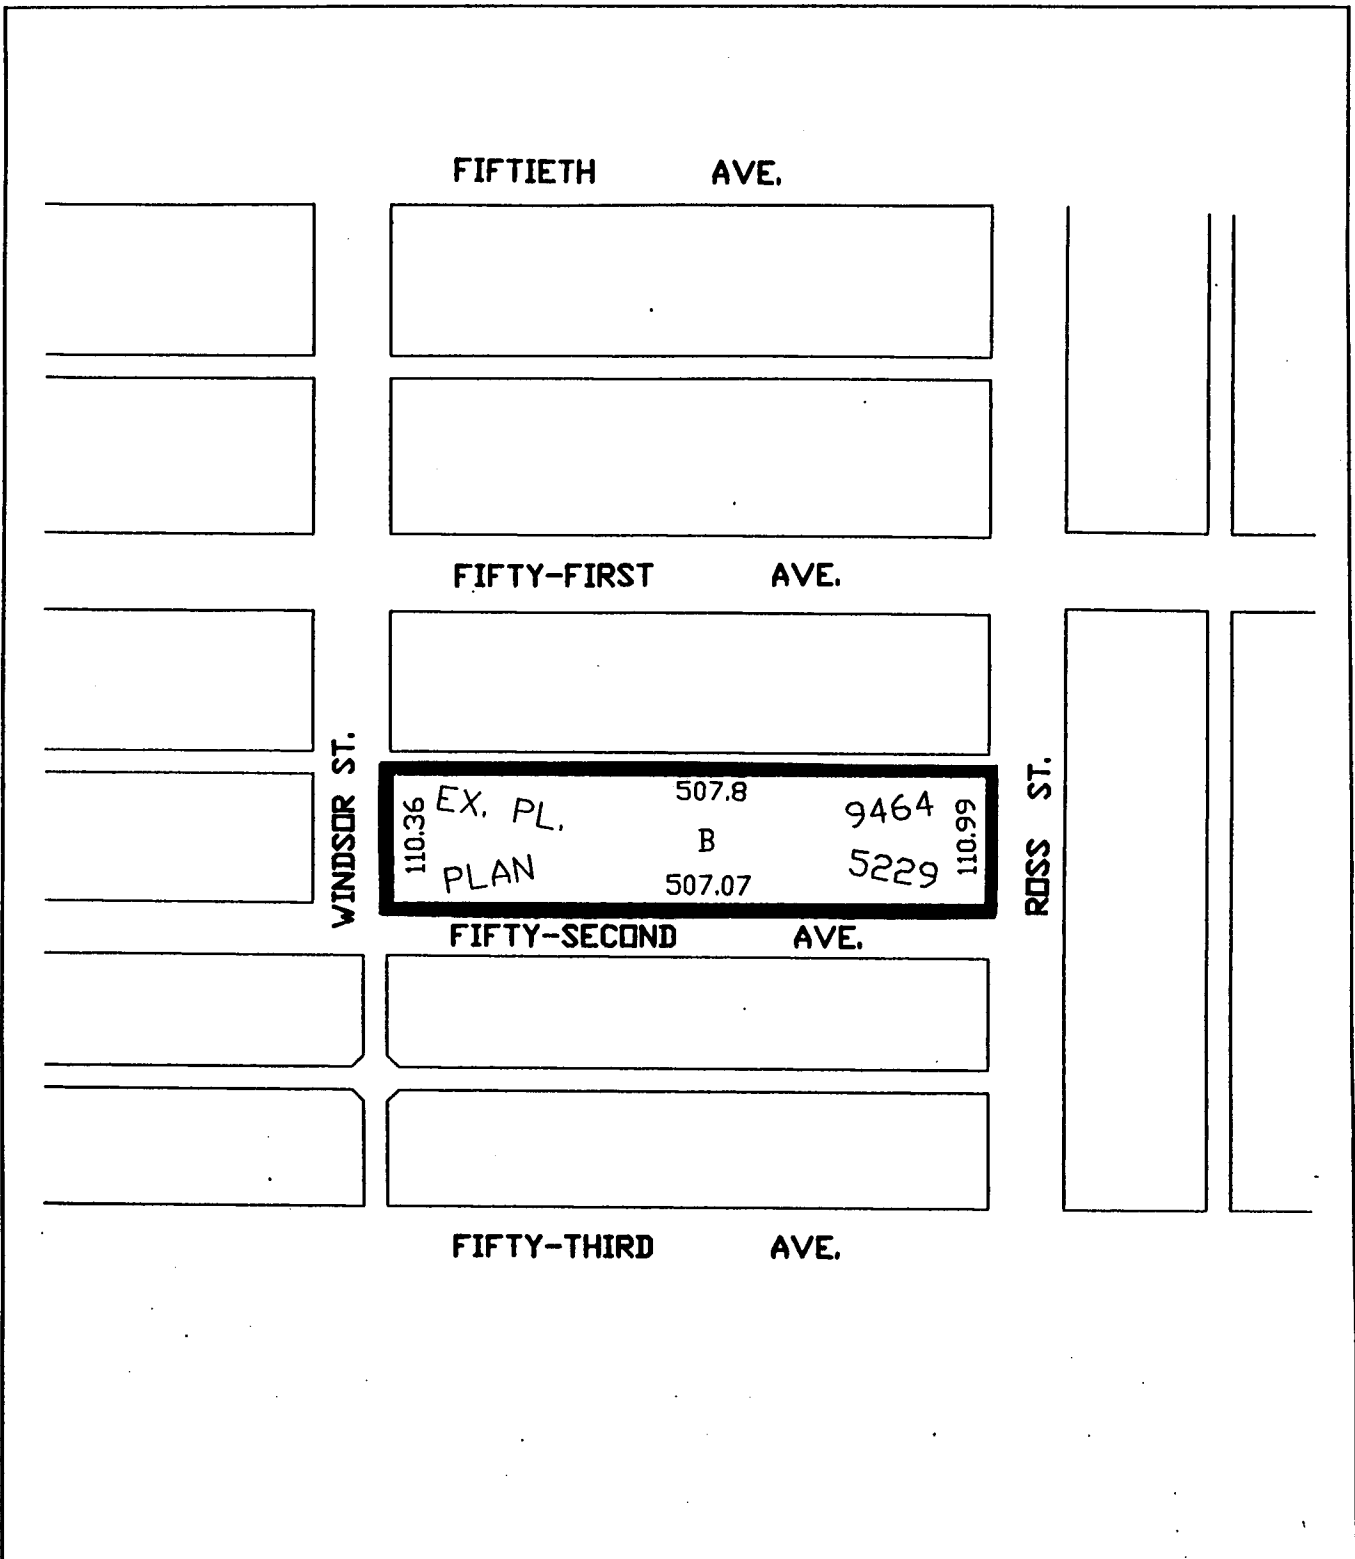 FIFTIETH AVE.
FIFTY-FIRST AVE.
WINDSOR ST.
ROSS ST.
110.36
EX. PL. 9464
507.8
B
PLAN 5229
507.07
110.99
FIFTY-SECOND AVE.
FIFTY-THIRD AVE.